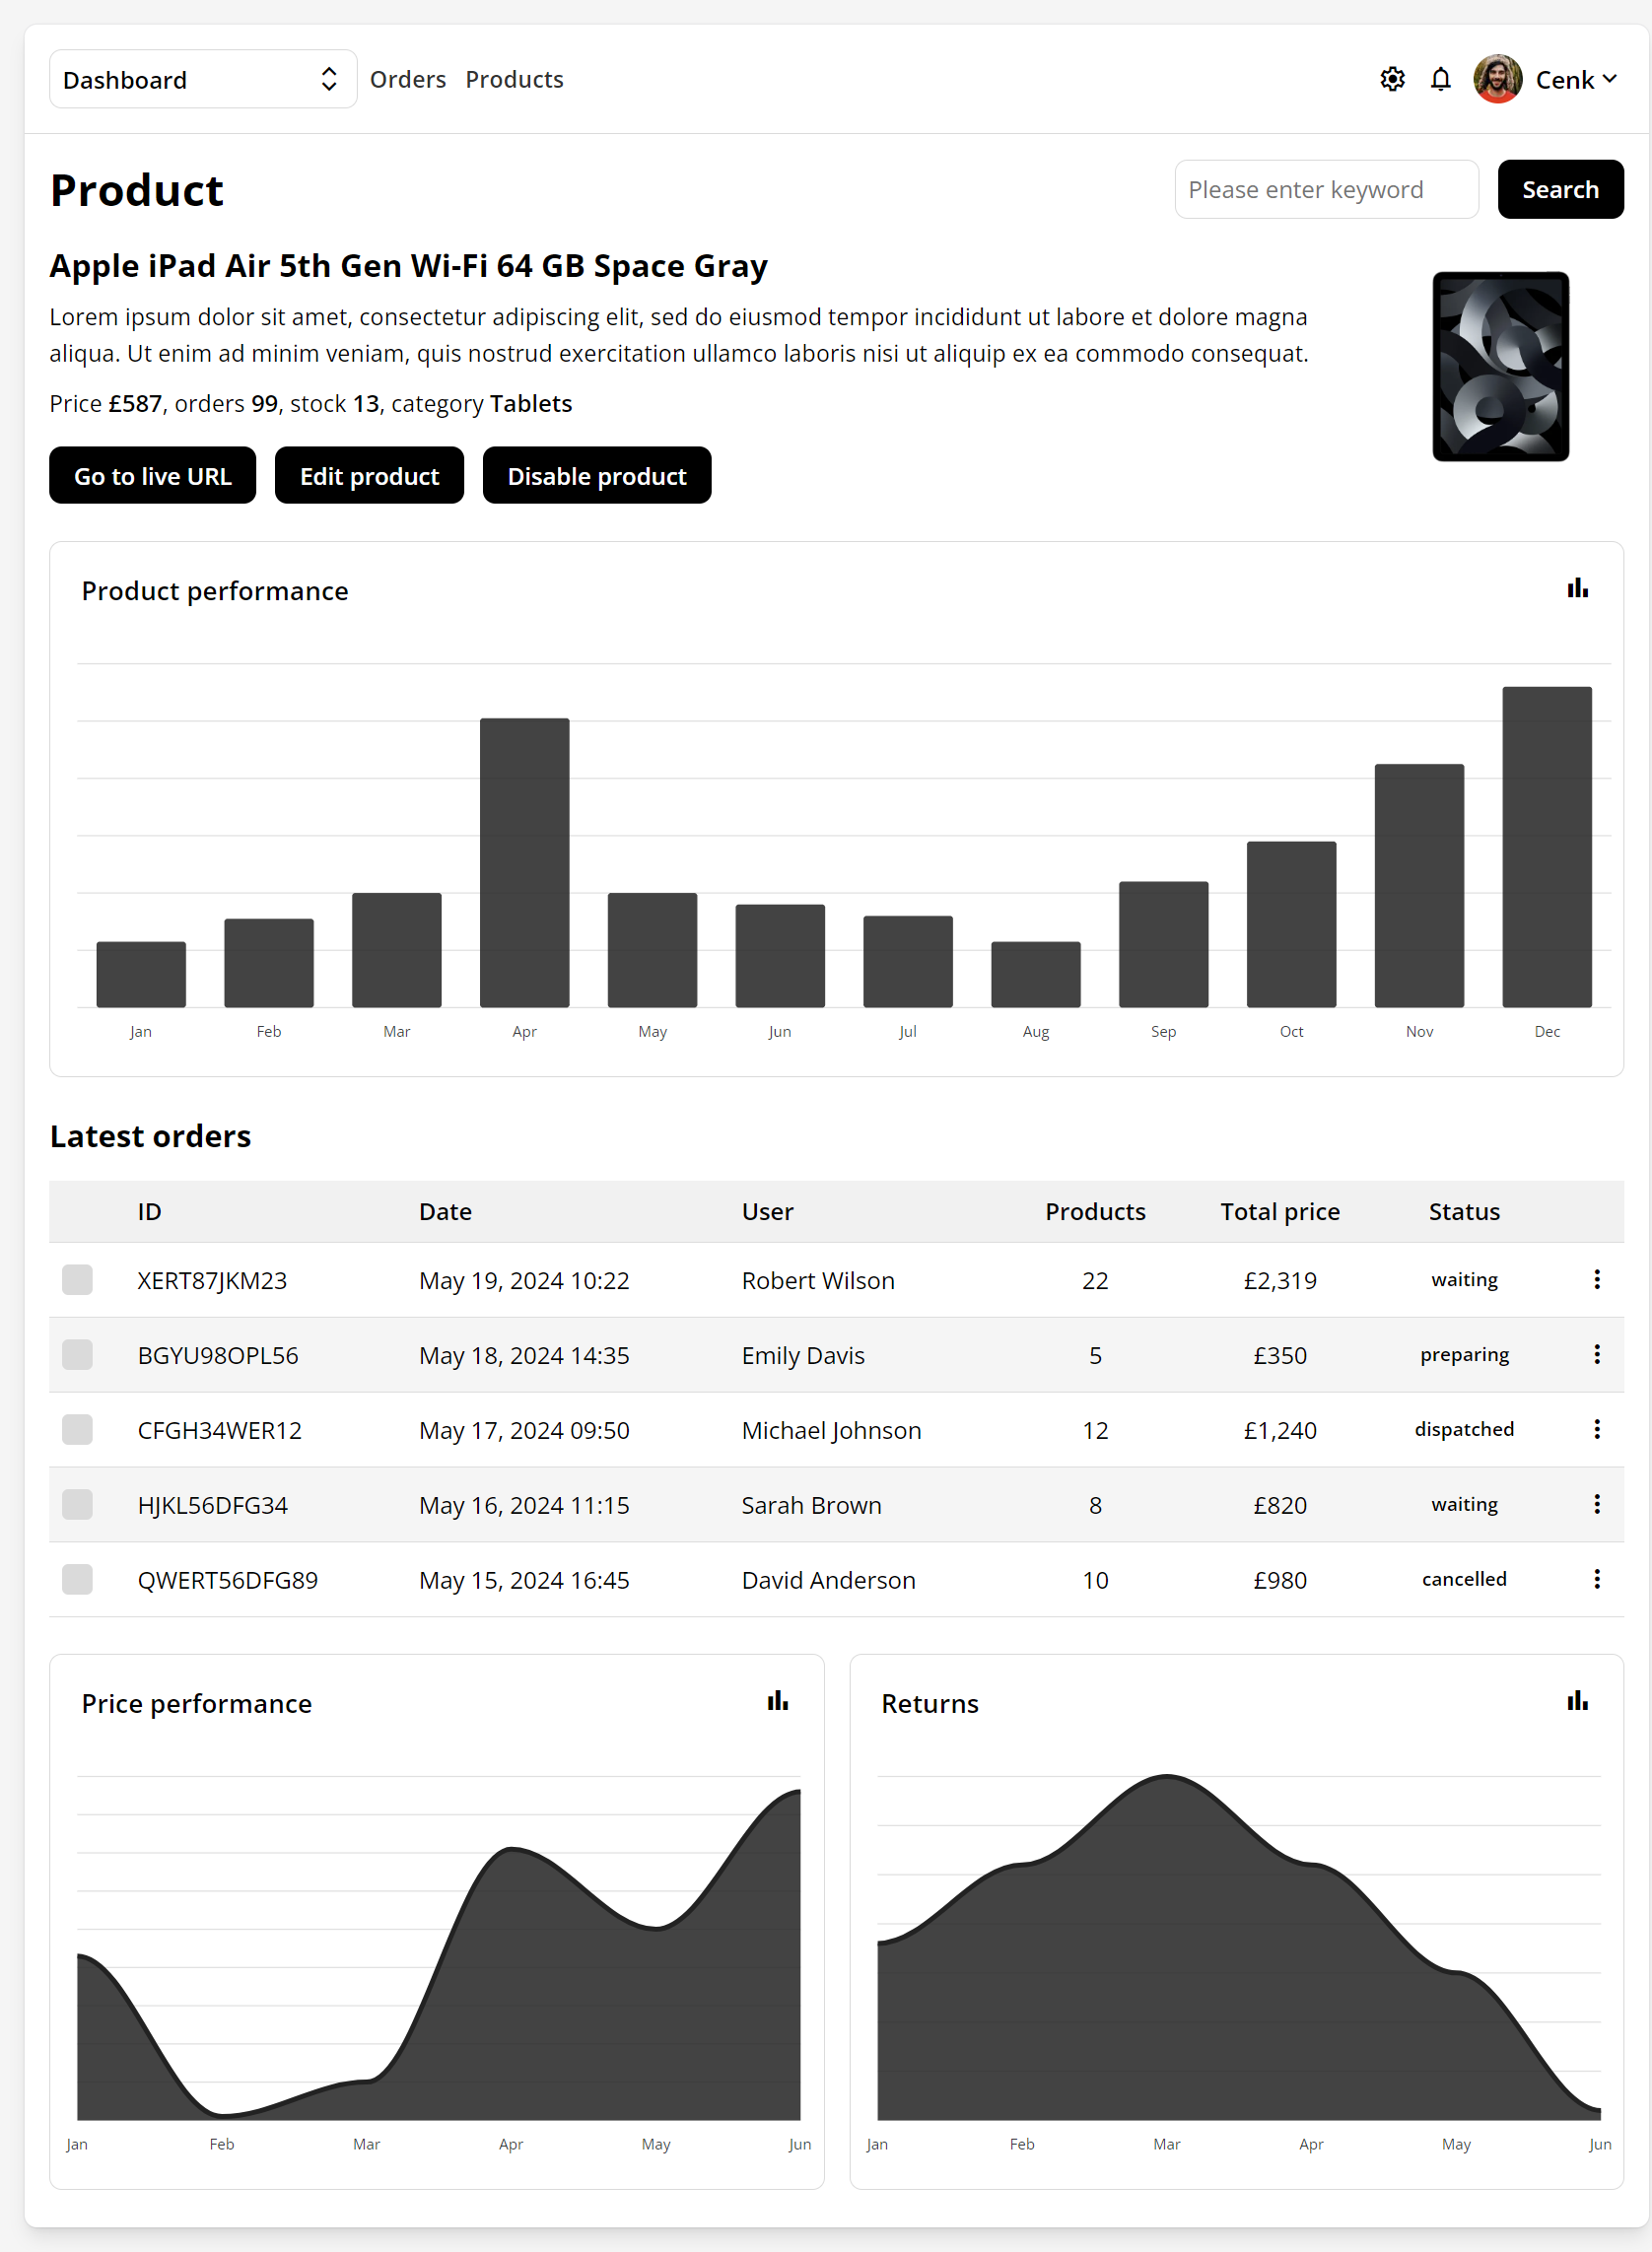 Dashboard Orders Products Cenk
Product Please enter keyword Search
Apple iPad Air 5th Gen Wi-Fi 64 GB Space Gray
Lorem ipsum dolor sit amet, consectetur adipiscing elit, sed do eiusmod tempor incididunt ut labore et dolore magna
aliqua. Ut enim ad minim veniam, quis nostrud exercitation ullamco laboris nisi ut aliquip ex ea commodo consequat.
Price £587, orders 99, stock 13, category Tablets
Go to live URL Edit product Disable product
Product performance
Jan Feb Mar Apr May Jun Jul Aug Sep Oct Nov Dec
Latest orders
ID Date User Products Total price Status
XERT87JKM23 May 19, 2024 10:22 Robert Wilson 22 £2,319 waiting
BGYU98OPL56 May 18, 2024 14:35 Emily Davis 5 £350 preparing
CFGH34WER12 May 17, 2024 09:50 Michael Johnson 12 £1,240 dispatched
HJKL56DFG34 May 16, 2024 11:15 Sarah Brown 8 £820 waiting
QWERT56DFG89 May 15, 2024 16:45 David Anderson 10 £980 cancelled
Price performance
Jan Feb Mar Apr May Jun
Returns
Jan Feb Mar Apr May Jun